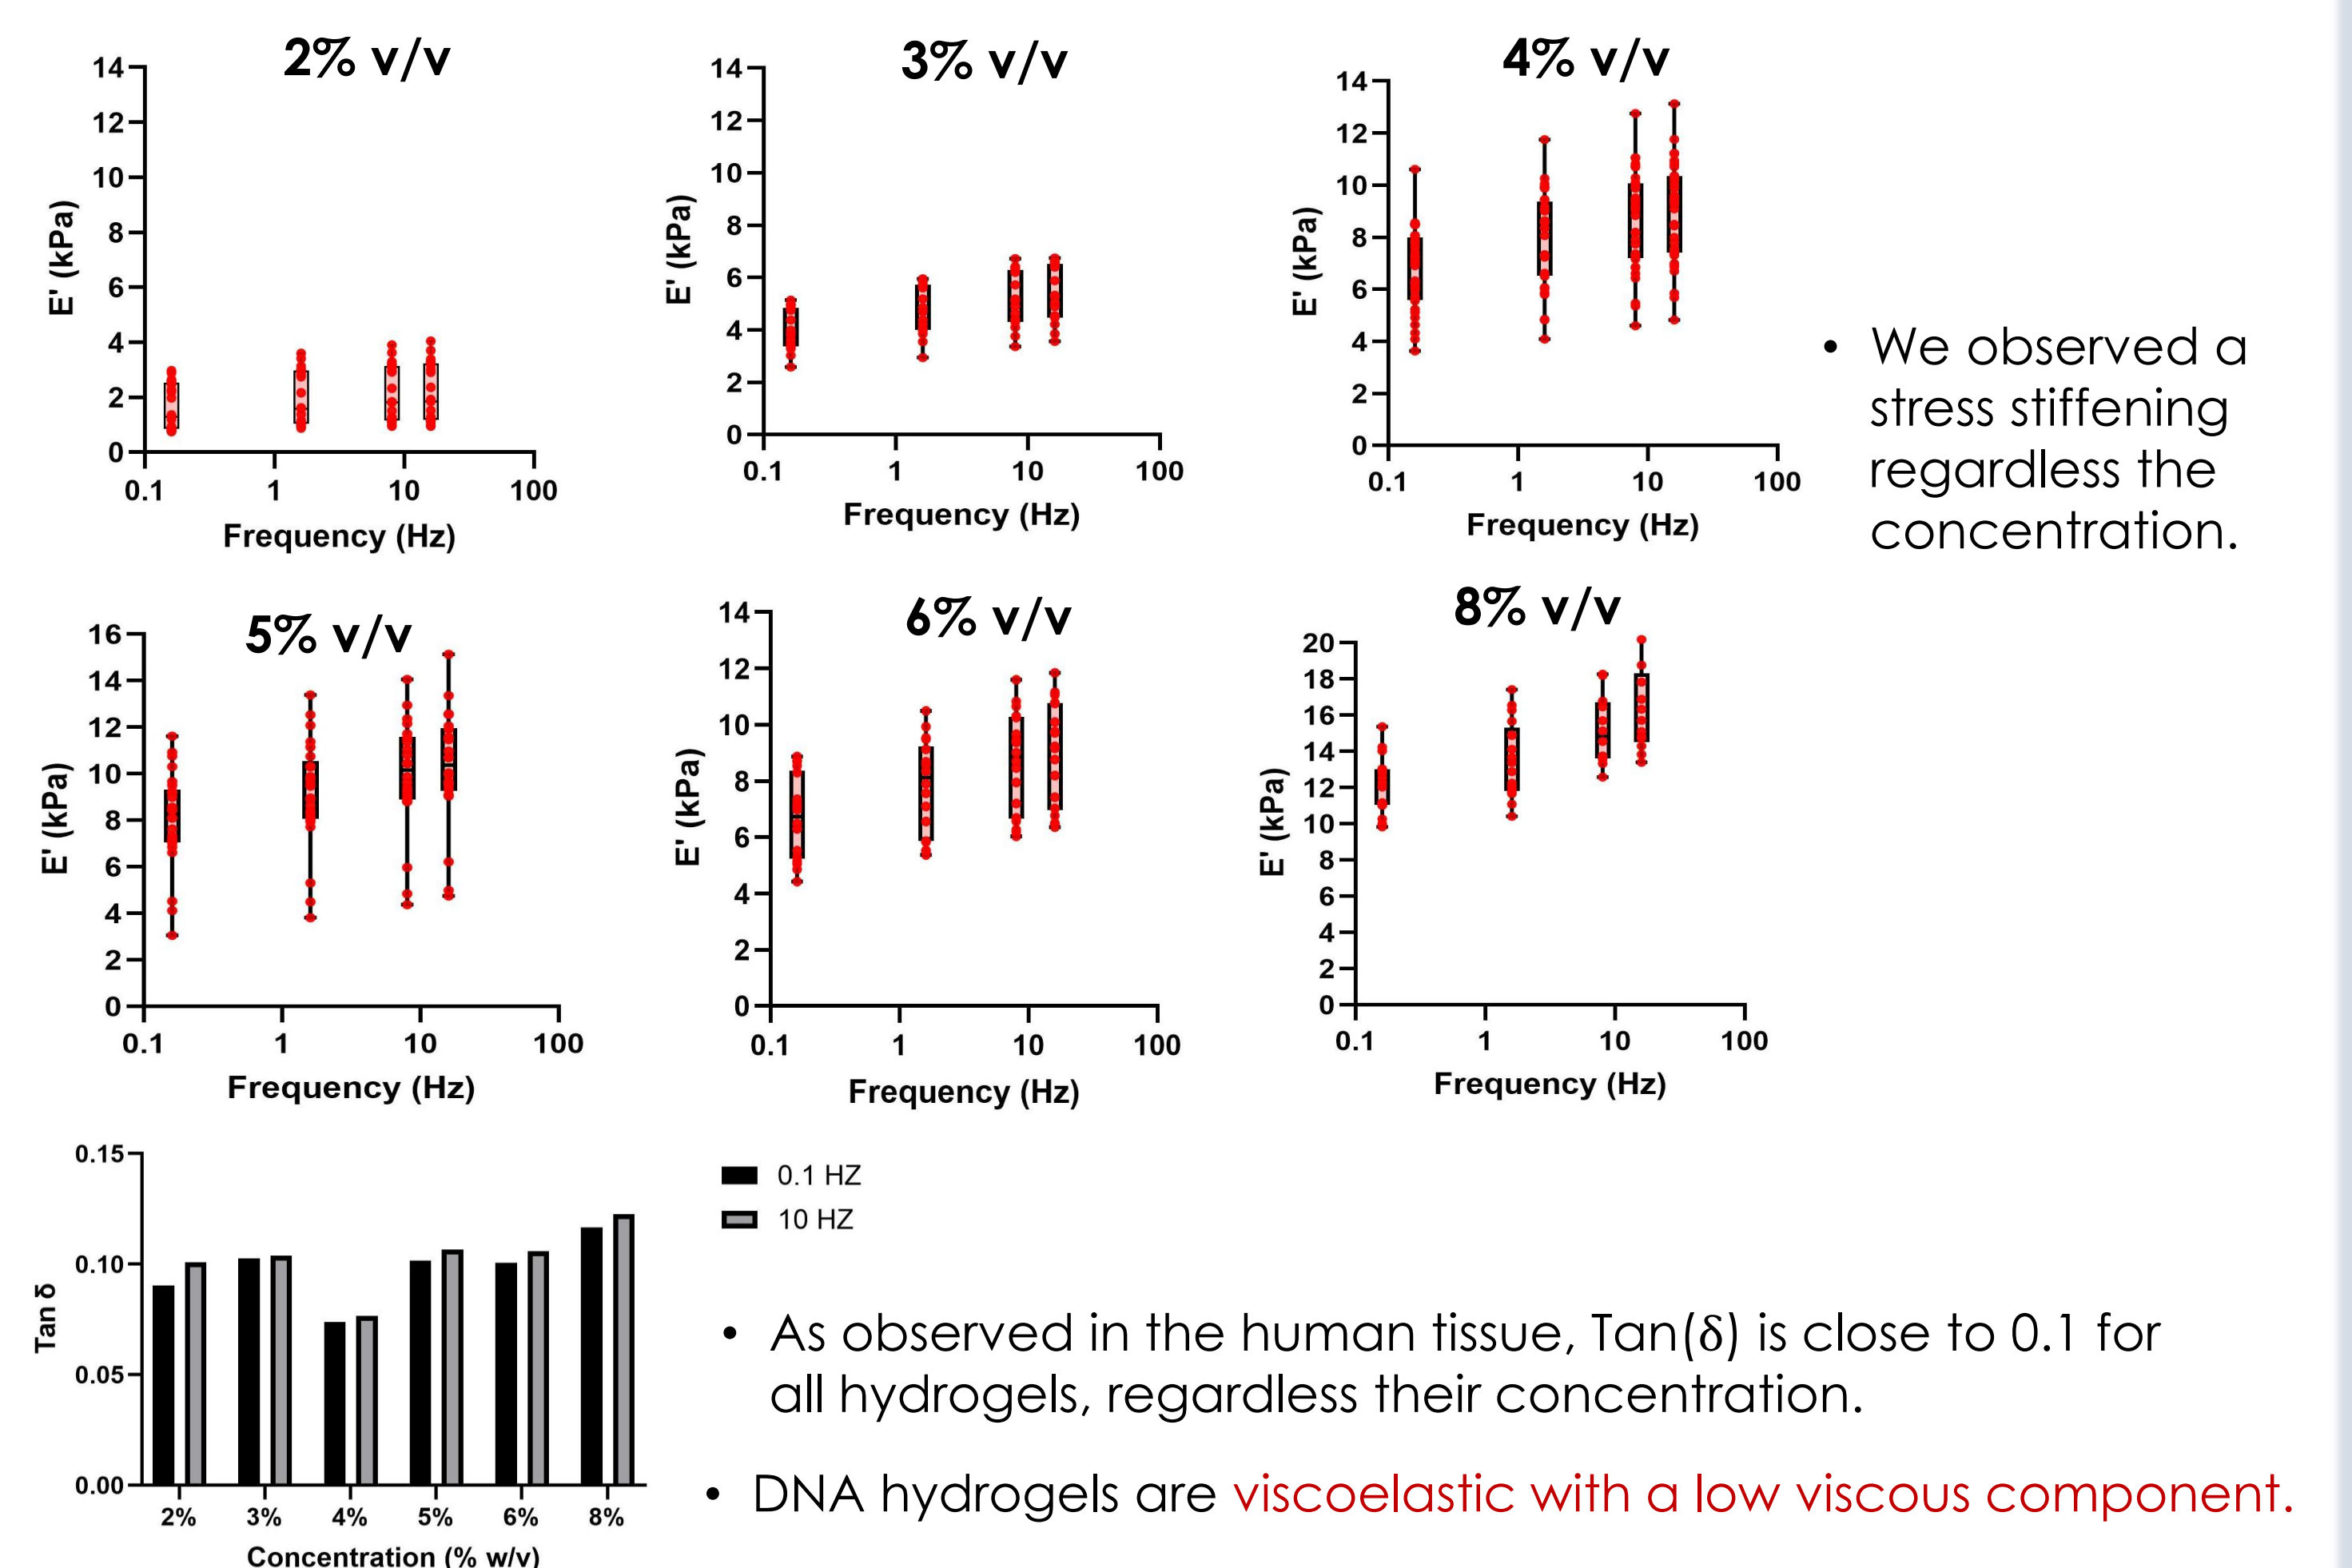 2% v/v
14
12
10
8
6
4
2
0
0.1 1 10 100
E' (kPa)
Frequency (Hz)
3% v/v
14
12
10
8
6
4
2
0
0.1 1 10 100
E' (kPa)
Frequency (Hz)
4% v/v
14
12
10
8
6
4
2
0
0.1 1 10 100
E' (kPa)
Frequency (Hz)
• We observed a
stress stiffening
regardless the
concentration.
5% v/v
16
14
12
10
8
6
4
2
0
0.1 1 10 100
E' (kPa)
Frequency (Hz)
6% v/v
14
12
10
8
6
4
2
0
0.1 1 10 100
E' (kPa)
Frequency (Hz)
8% v/v
20
18
16
14
12
10
8
6
4
2
0
0.1 1 10 100
E' (kPa)
Frequency (Hz)
0.15
0.10
0.05
0.00
Tan δ
2% 3% 4% 5% 6% 8%
Concentration (% w/v)
0.1 HZ
10 HZ
• As observed in the human tissue, Tan(δ) is close to 0.1 for
all hydrogels, regardless their concentration.
• DNA hydrogels are viscoelastic with a low viscous component.